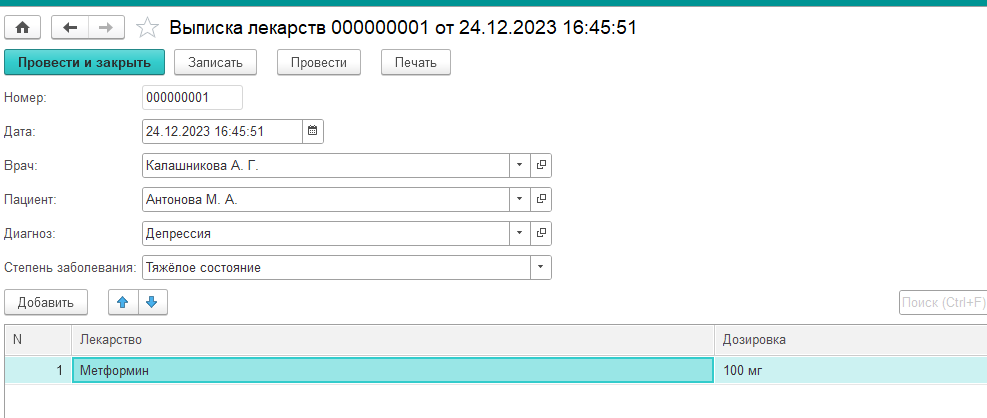 Выписка лекарств 000000001 от 24.12.2023 16:45:51
Провести и закрыть Записать Провести Печать
Номер: 000000001
Дата: 24.12.2023 16:45:51
Врач: Калашникова А. Г.
Пациент: Антонова М. А.
Диагноз: Депрессия
Степень заболевания: Тяжёлое состояние
Добавить Поиск (Ctrl+F)
N Лекарство Дозировка
1 Метформин 100 мг